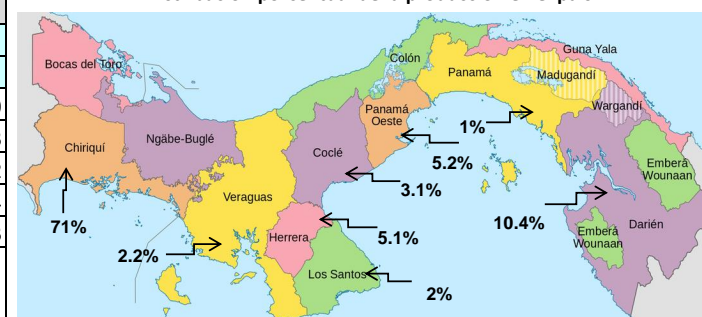 Guna Yala
Colón
Bocas del Toro
Panamá
Madugandí
Wargandí
Panamá
Oeste
1%
Ngäbe-Buglé
Chiriquí
Coclé
5.2%
Emberá
Wounaan
3.1%
Veraguas
71%
10.4%
Darién
Herrera
5.1%
Emberá
Wounaan
2.2%
Los Santos
2%